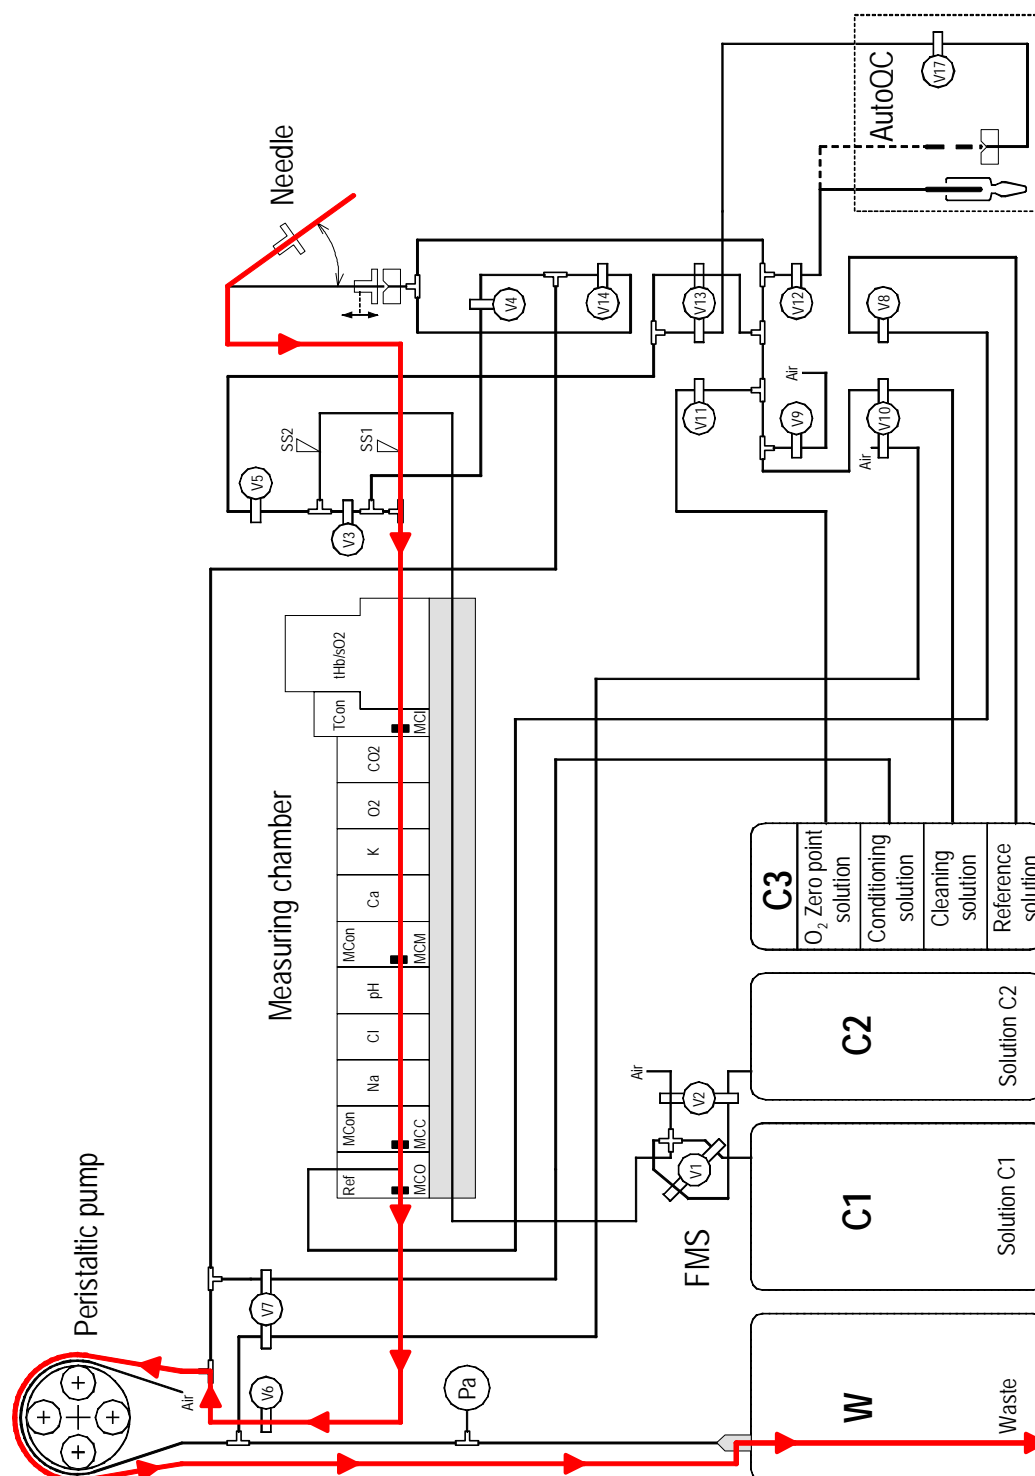 AutoQC
V17
Needle
V4
V14
V13
V12
V8
Air
V11
V9
V10
Air
SS2
SS1
V5
V3
tHb/sO2
TCon
MCI
CO2
O2
K
Ca
MCon
MCM
pH
Cl
Na
MCon
MCC
Ref
MCO
Measuring chamber
C3
O2 Zero point
solution
Conditioning
solution
Cleaning
solution
Reference
solution
C2
Solution C2
Air
V2
V1
FMS
C1
Solution C1
Peristaltic pump
V7
V6
Air
Pa
W
Waste